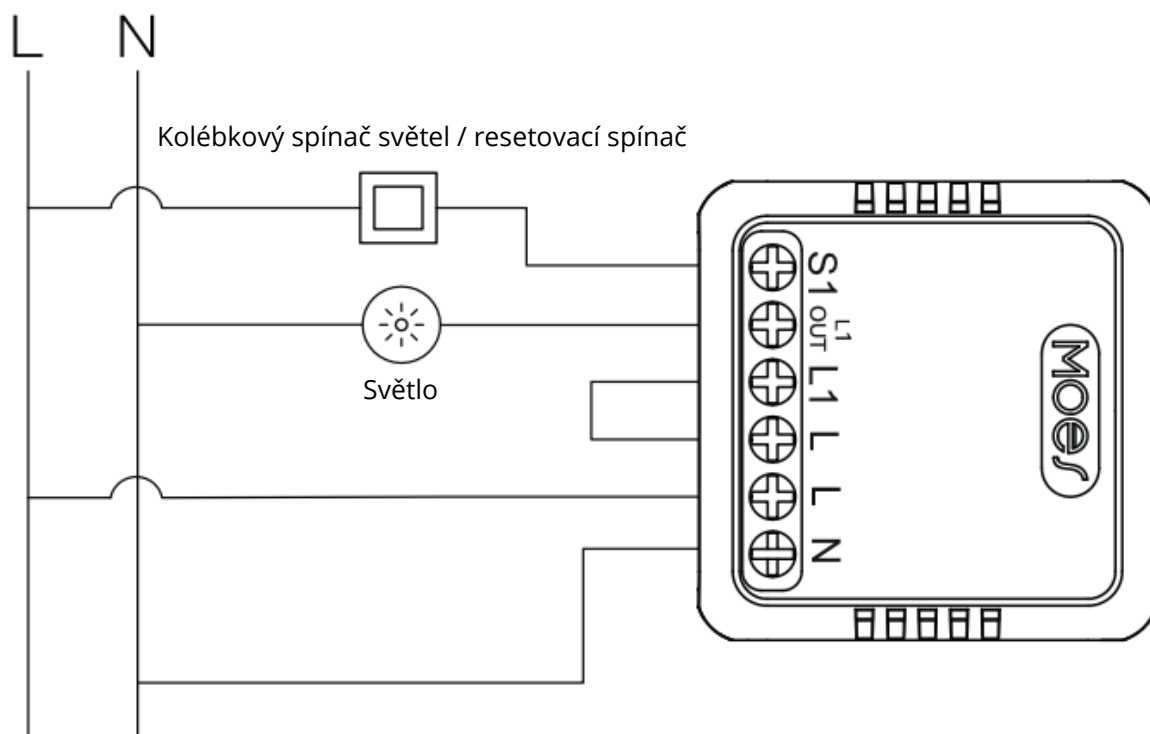 L N
Kolébkový spínač světel / resetovací spínač
Světlo
S1
L1
OUT
L1
L
L
N
Moes